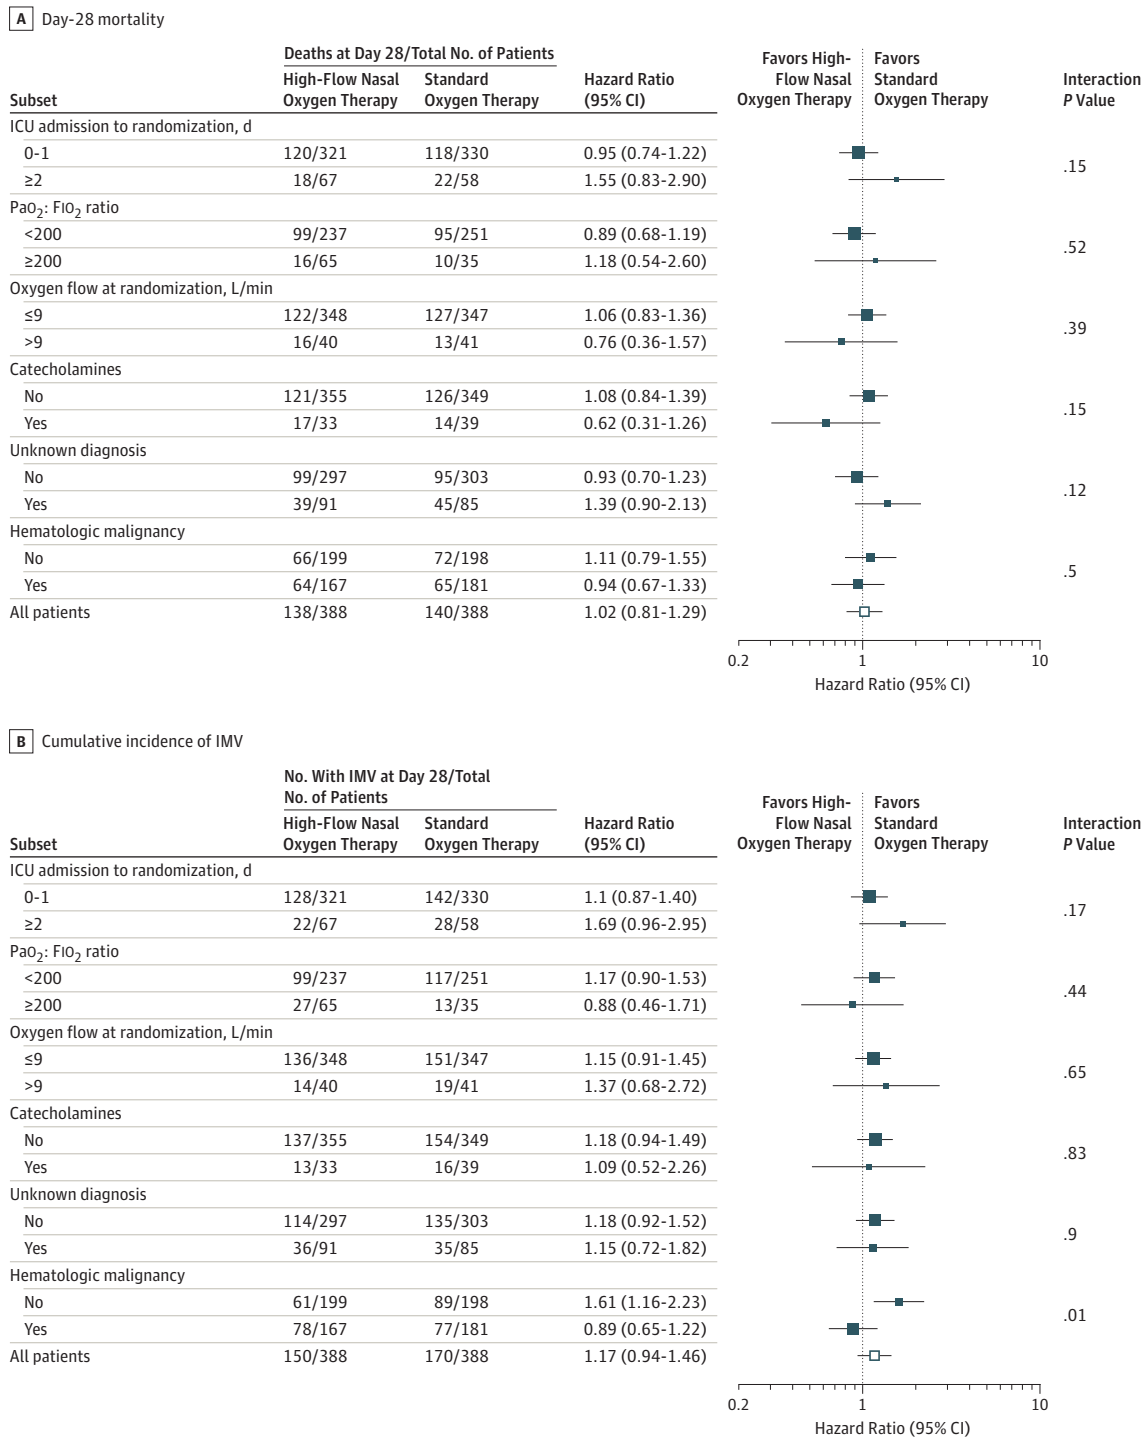 A Day-28 mortality
Deaths at Day 28/Total No. of Patients
Subset High-Flow Nasal Oxygen Therapy Standard Oxygen Therapy Hazard Ratio (95% CI) Favors High-Flow Nasal Oxygen Therapy Favors Standard Oxygen Therapy Interaction P Value
ICU admission to randomization, d
0-1 120/321 118/330 0.95 (0.74-1.22)
.15
≥2 18/67 22/58 1.55 (0.83-2.90)
PaO2: FIO2 ratio
<200 99/237 95/251 0.89 (0.68-1.19)
.52
≥200 16/65 10/35 1.18 (0.54-2.60)
Oxygen flow at randomization, L/min
≤9 122/348 127/347 1.06 (0.83-1.36)
.39
>9 16/40 13/41 0.76 (0.36-1.57)
Catecholamines
No 121/355 126/349 1.08 (0.84-1.39)
.15
Yes 17/33 14/39 0.62 (0.31-1.26)
Unknown diagnosis
No 99/297 95/303 0.93 (0.70-1.23)
.12
Yes 39/91 45/85 1.39 (0.90-2.13)
Hematologic malignancy
No 66/199 72/198 1.11 (0.79-1.55)
.5
Yes 64/167 65/181 0.94 (0.67-1.33)
All patients 138/388 140/388 1.02 (0.81-1.29)
0.2 1 10
Hazard Ratio (95% CI)
B Cumulative incidence of IMV
No. With IMV at Day 28/Total
No. of Patients
Subset High-Flow Nasal Oxygen Therapy Standard Oxygen Therapy Hazard Ratio (95% CI) Favors High-Flow Nasal Oxygen Therapy Favors Standard Oxygen Therapy Interaction P Value
ICU admission to randomization, d
0-1 128/321 142/330 1.1 (0.87-1.40)
.17
≥2 22/67 28/58 1.69 (0.96-2.95)
PaO2: FIO2 ratio
<200 99/237 117/251 1.17 (0.90-1.53)
.44
≥200 27/65 13/35 0.88 (0.46-1.71)
Oxygen flow at randomization, L/min
≤9 136/348 151/347 1.15 (0.91-1.45)
.65
>9 14/40 19/41 1.37 (0.68-2.72)
Catecholamines
No 137/355 154/349 1.18 (0.94-1.49)
.83
Yes 13/33 16/39 1.09 (0.52-2.26)
Unknown diagnosis
No 114/297 135/303 1.18 (0.92-1.52)
.9
Yes 36/91 35/85 1.15 (0.72-1.82)
Hematologic malignancy
No 61/199 89/198 1.61 (1.16-2.23)
.01
Yes 78/167 77/181 0.89 (0.65-1.22)
All patients 150/388 170/388 1.17 (0.94-1.46)
0.2 1 10
Hazard Ratio (95% CI)